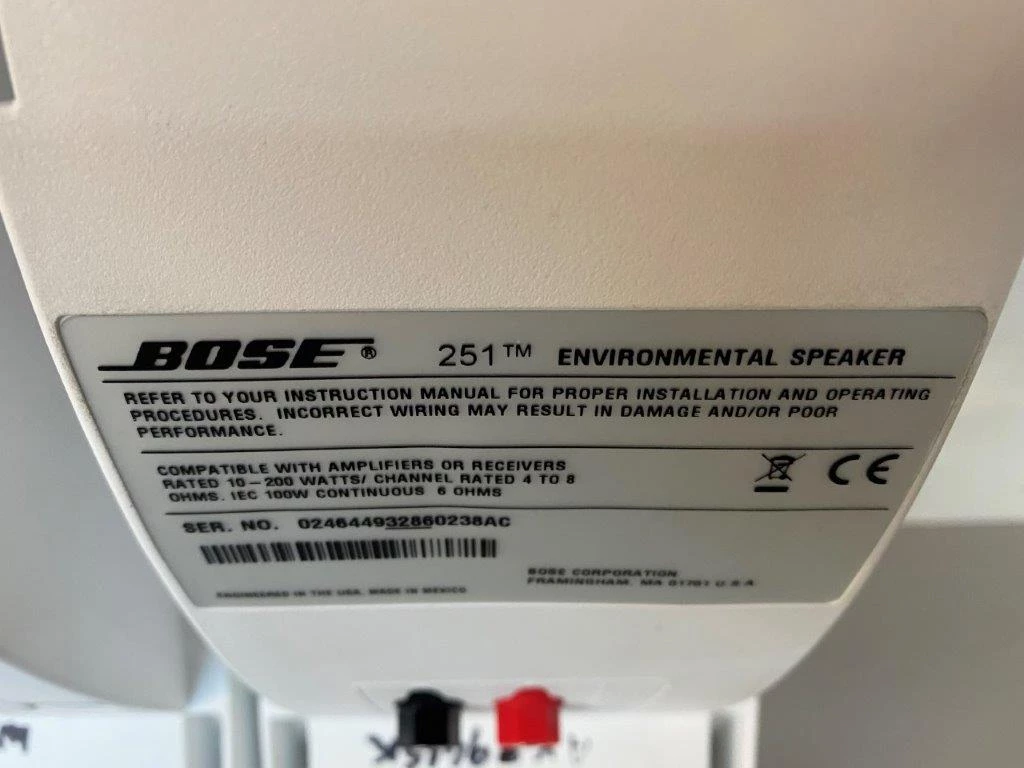 BOSE® 251™ ENVIRONMENTAL SPEAKER
REFER TO YOUR INSTRUCTION MANUAL FOR PROPER INSTALLATION AND OPERATING
PROCEDURES. INCORRECT WIRING MAY RESULT IN DAMAGE AND/OR POOR
PERFORMANCE.
COMPATIBLE WITH AMPLIFIERS OR RECEIVERS
RATED 10-200 WATTS/ CHANNEL RATED 4 TO 8
OHMS. IEC 100W CONTINUOUS 6 OHMS
CE
SER. NO. 024644932860238AC
BOSE CORPORATION
FRAMINGHAM, MA 01701 U.S.A
ENGINEERED IN THE USA. MADE IN MEXICO